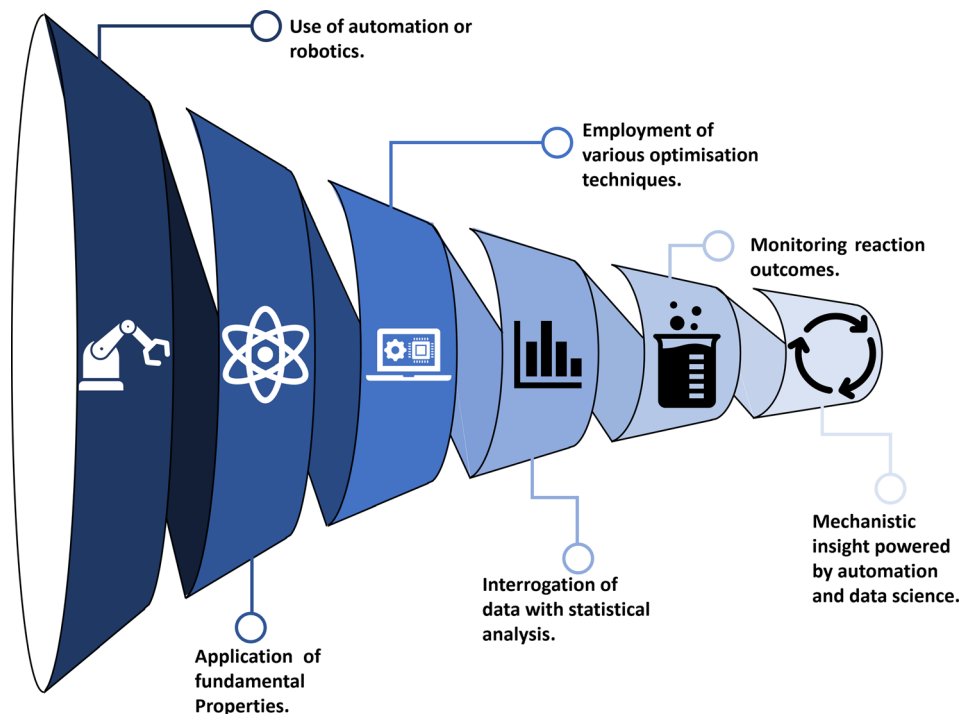 Use of automation or
robotics.
Employment of
various optimisation
techniques.
Monitoring reaction
outcomes.
Interrogation of
data with statistical
analysis.
Mechanistic
insight powered
by automation
and data science.
Application of
fundamental
Properties.